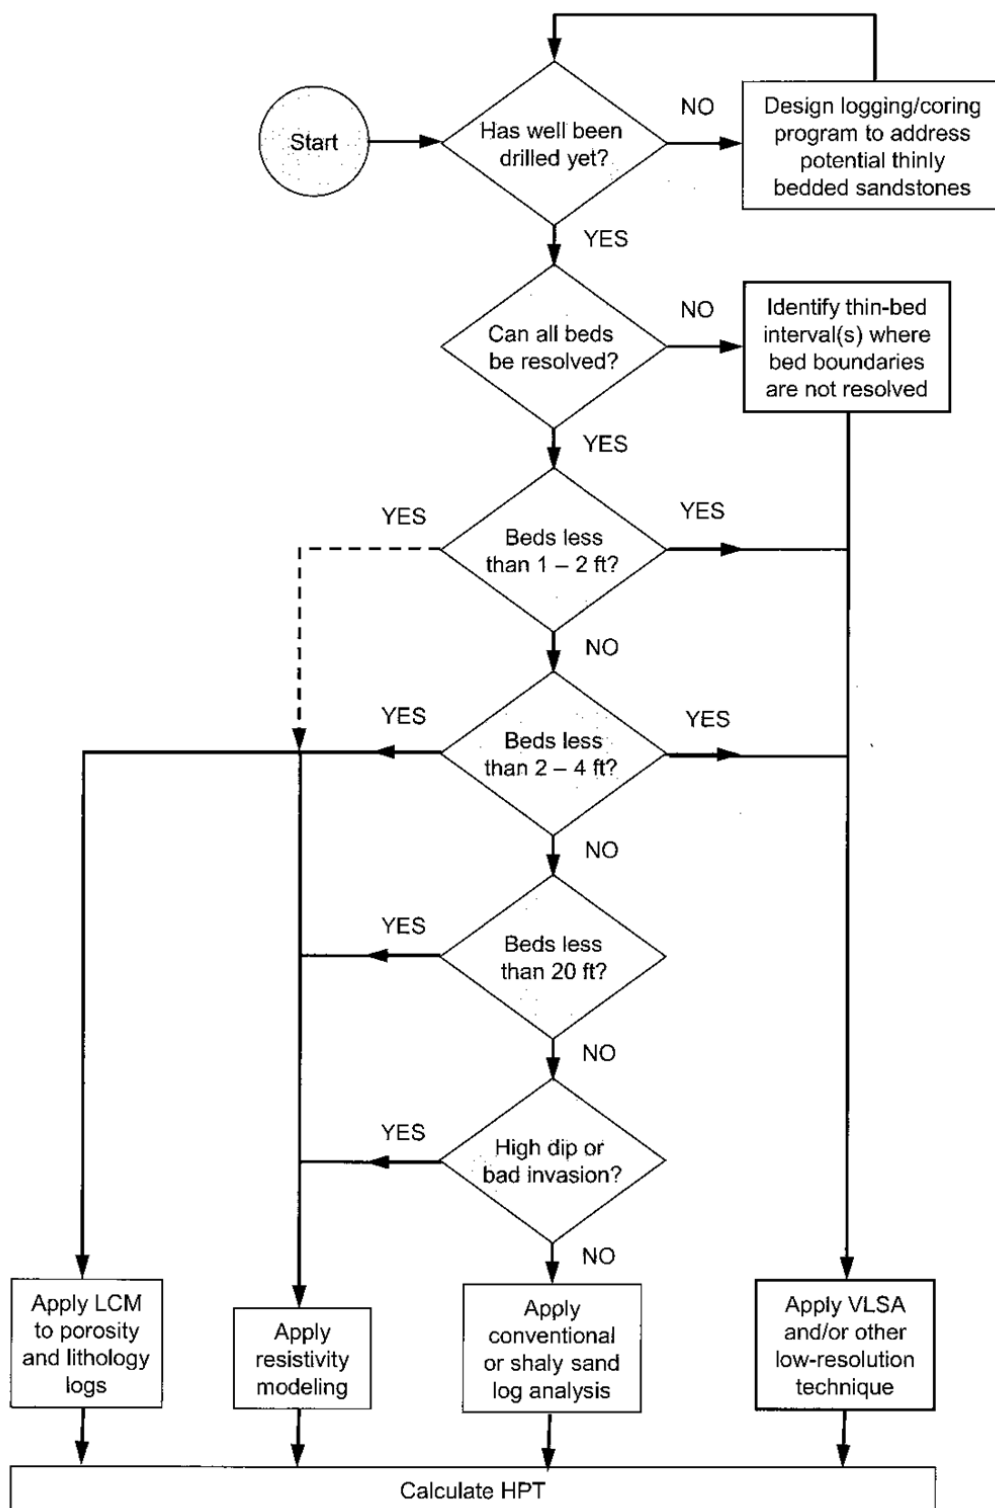 Start
Has well been
drilled yet?
NO
Design logging/coring
program to address
potential thinly
bedded sandstones
YES
Can all beds
be resolved?
NO
Identify thin-bed
interval(s) where
bed boundaries
are not resolved
YES
YES
Beds less
than 1 – 2 ft?
YES
NO
YES
Beds less
than 2 – 4 ft?
YES
NO
YES
Beds less
than 20 ft?
NO
YES
High dip or
bad invasion?
NO
Apply LCM
to porosity
and lithology
logs
Apply
resistivity
modeling
Apply
conventional
or shaly sand
log analysis
Apply VLSA
and/or other
low-resolution
technique
Calculate HPT